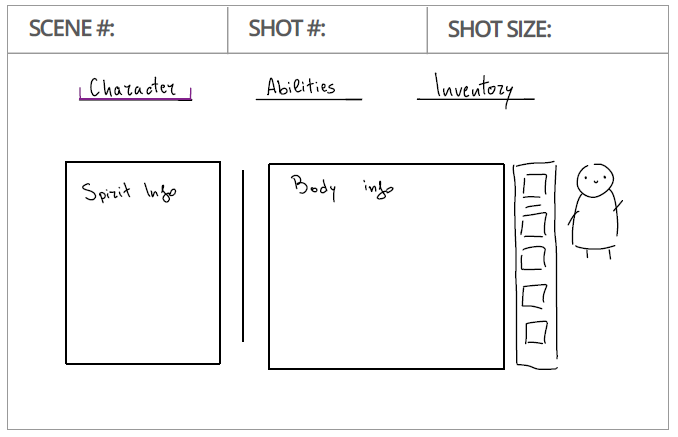 SCENE #: SHOT #: SHOT SIZE:
Character Abilities Inventory
Spirit Info Body info